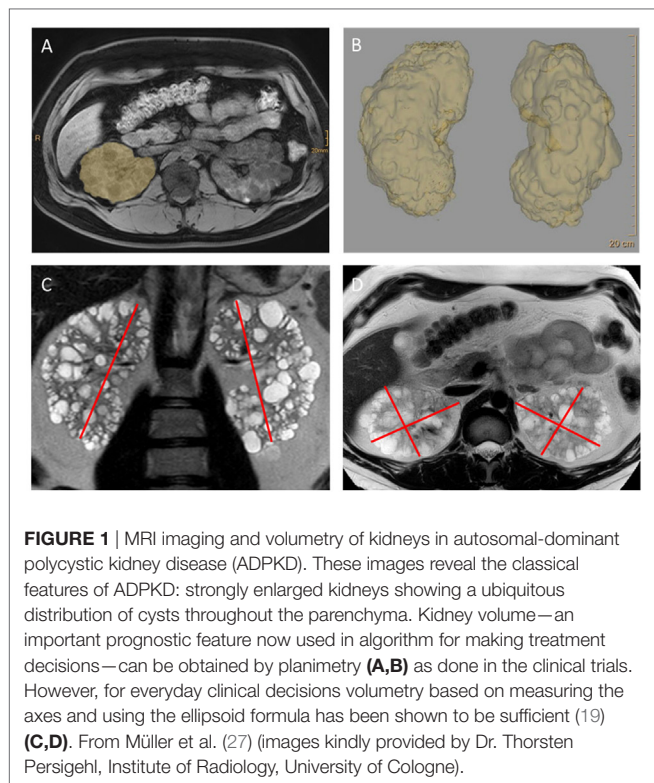 A
B
R
20mm
20 cm
C
D
FIGURE 1 | MRI imaging and volumetry of kidneys in autosomal-dominant
polycystic kidney disease (ADPKD). These images reveal the classical
features of ADPKD: strongly enlarged kidneys showing a ubiquitous
distribution of cysts throughout the parenchyma. Kidney volume—an
important prognostic feature now used in algorithm for making treatment
decisions—can be obtained by planimetry (A,B) as done in the clinical trials.
However, for everyday clinical decisions volumetry based on measuring the
axes and using the ellipsoid formula has been shown to be sufficient (19)
(C,D). From Müller et al. (27) (images kindly provided by Dr. Thorsten
Persigehl, Institute of Radiology, University of Cologne).